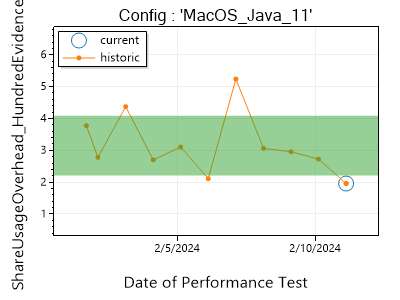 Config : 'MacOS_Java_11'
current
historic
ShareUsageOverhead_HundredEvidence
6
5
4
3
2
1
2/5/2024
2/10/2024
Date of Performance Test